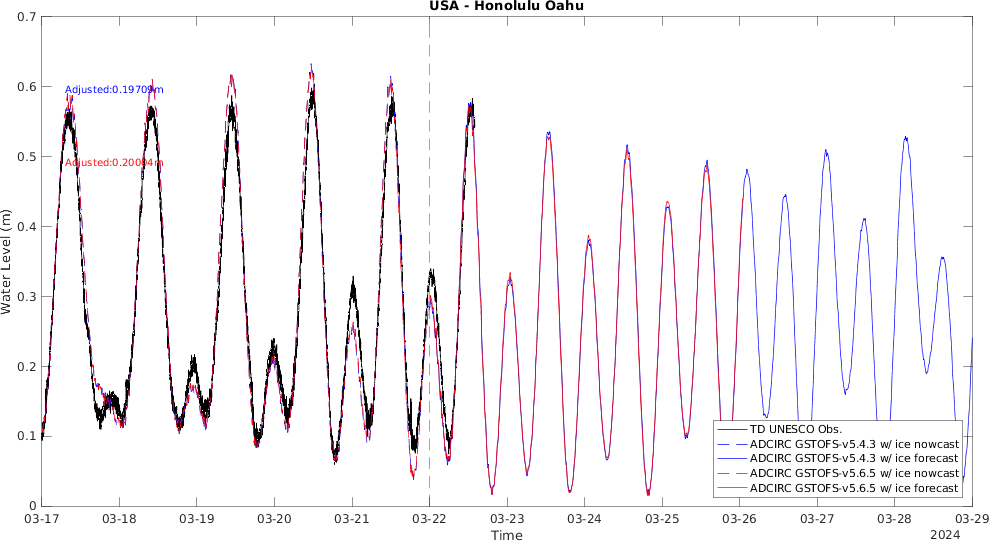 USA - Honolulu Oahu
0.7
0.6
0.5
0.4
0.3
0.2
0.1
0
Water Level (m)
Adjusted:0.19709m
Adjusted:0.20004m
TD UNESCO Obs.
ADCIRC GSTOFS-v5.4.3 w/ ice nowcast
ADCIRC GSTOFS-v5.4.3 w/ ice forecast
ADCIRC GSTOFS-v5.6.5 w/ ice nowcast
ADCIRC GSTOFS-v5.6.5 w/ ice forecast
03-17 03-18 03-19 03-20 03-21 03-22 03-23 03-24 03-25 03-26 03-27 03-28 03-29
Time
2024